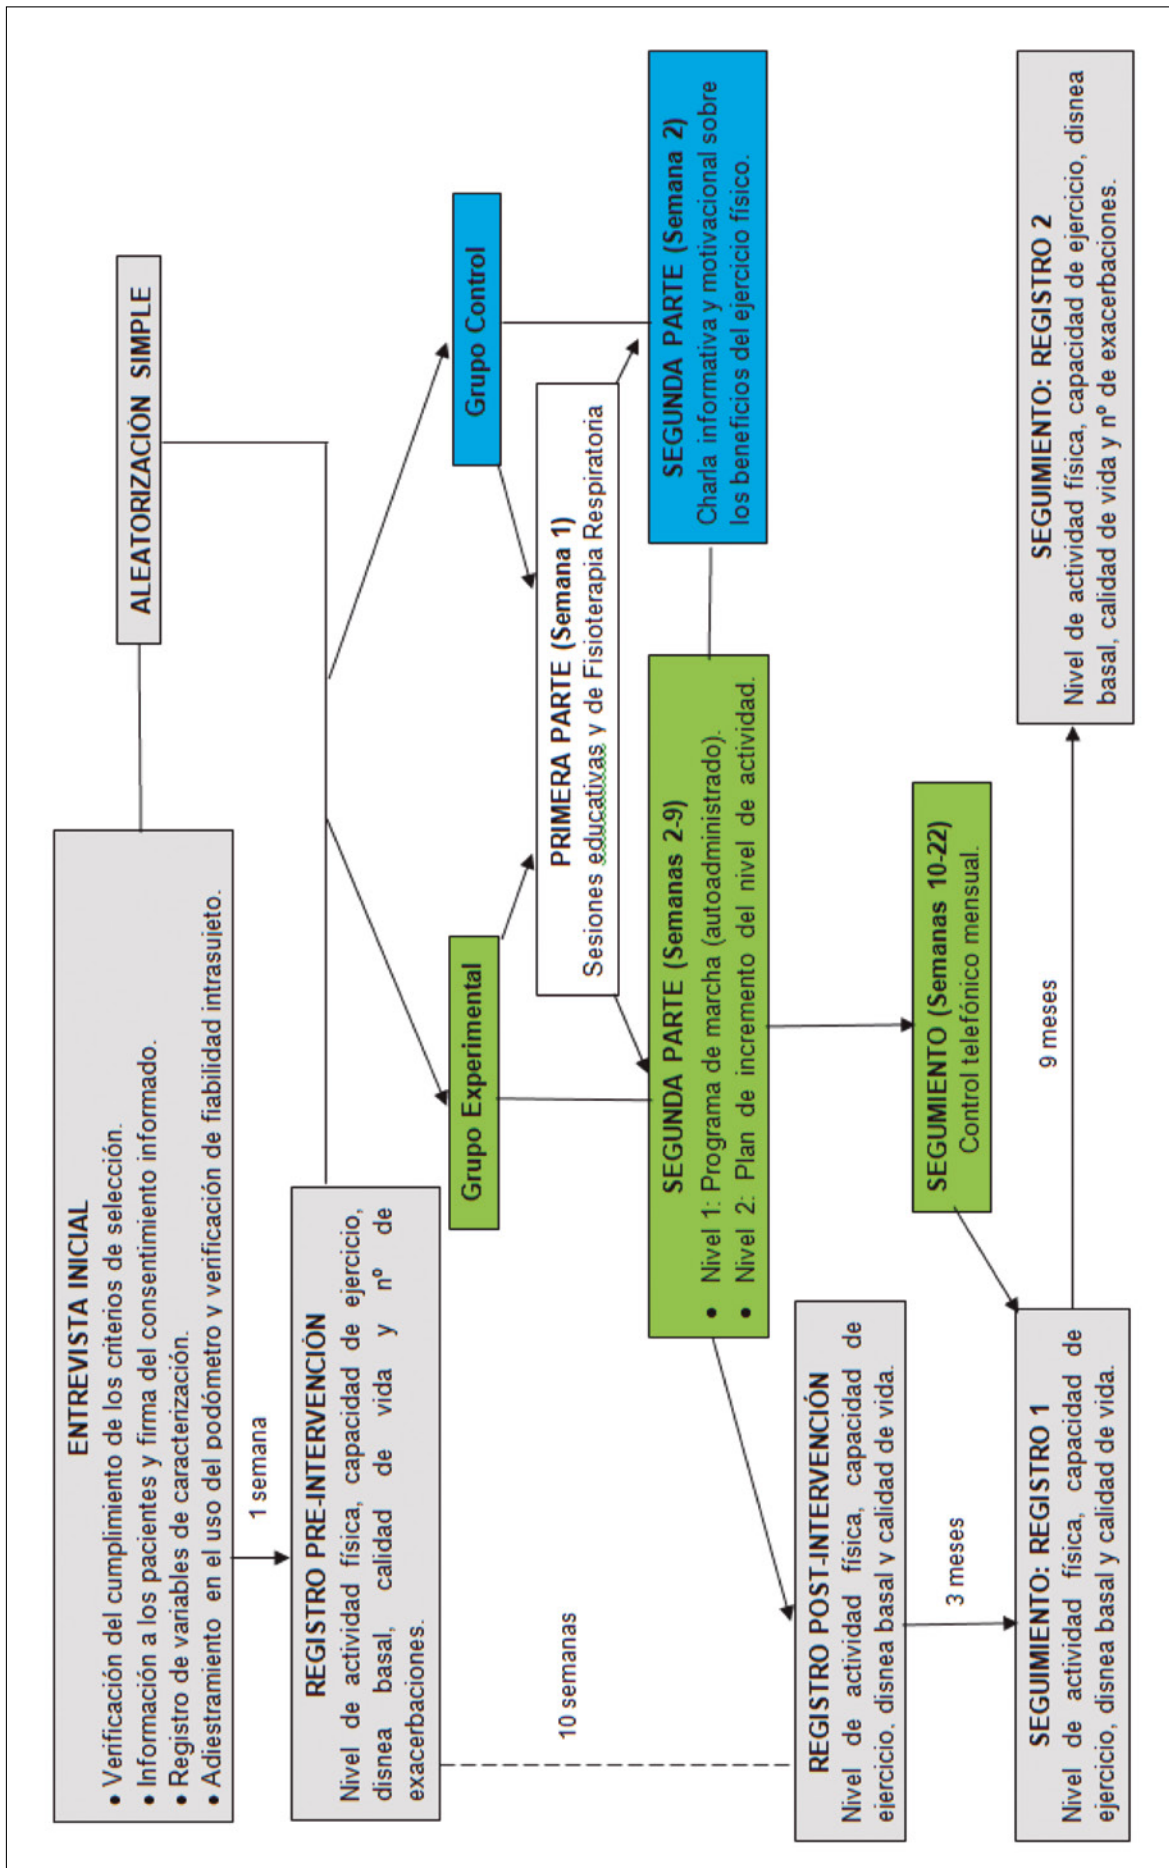 ENTREVISTA INICIAL
• Verificación del cumplimiento de los criterios de selección.
• Información a los pacientes y firma del consentimiento informado.
• Registro de variables de caracterización.
• Adiestramiento en el uso del podómetro y verificación de fiabilidad intrasujeto.
ALEATORIZACIÓN SIMPLE
1 semana
REGISTRO PRE-INTERVENCIÓN
Nivel de actividad física, capacidad de ejercicio,
disnea basal, calidad de vida y nº de
exacerbaciones.
Grupo Experimental
Grupo Control
PRIMERA PARTE (Semana 1)
Sesiones educativas y de Fisioterapia Respiratoria
SEGUNDA PARTE (Semanas 2-9)
• Nivel 1: Programa de marcha (autoadministrado).
• Nivel 2: Plan de incremento del nivel de actividad.
SEGUNDA PARTE (Semana 2)
Charla informativa y motivacional sobre
los beneficios del ejercicio físico.
10 semanas
REGISTRO POST-INTERVENCIÓN
Nivel de actividad física, capacidad de
ejercicio, disnea basal y calidad de vida.
SEGUMIENTO (Semanas 10-22)
Control telefónico mensual.
3 meses
SEGUIMIENTO: REGISTRO 1
Nivel de actividad física, capacidad de
ejercicio, disnea basal y calidad de vida.
9 meses
SEGUIMIENTO: REGISTRO 2
Nivel de actividad física, capacidad de ejercicio, disnea
basal, calidad de vida y nº de exacerbaciones.